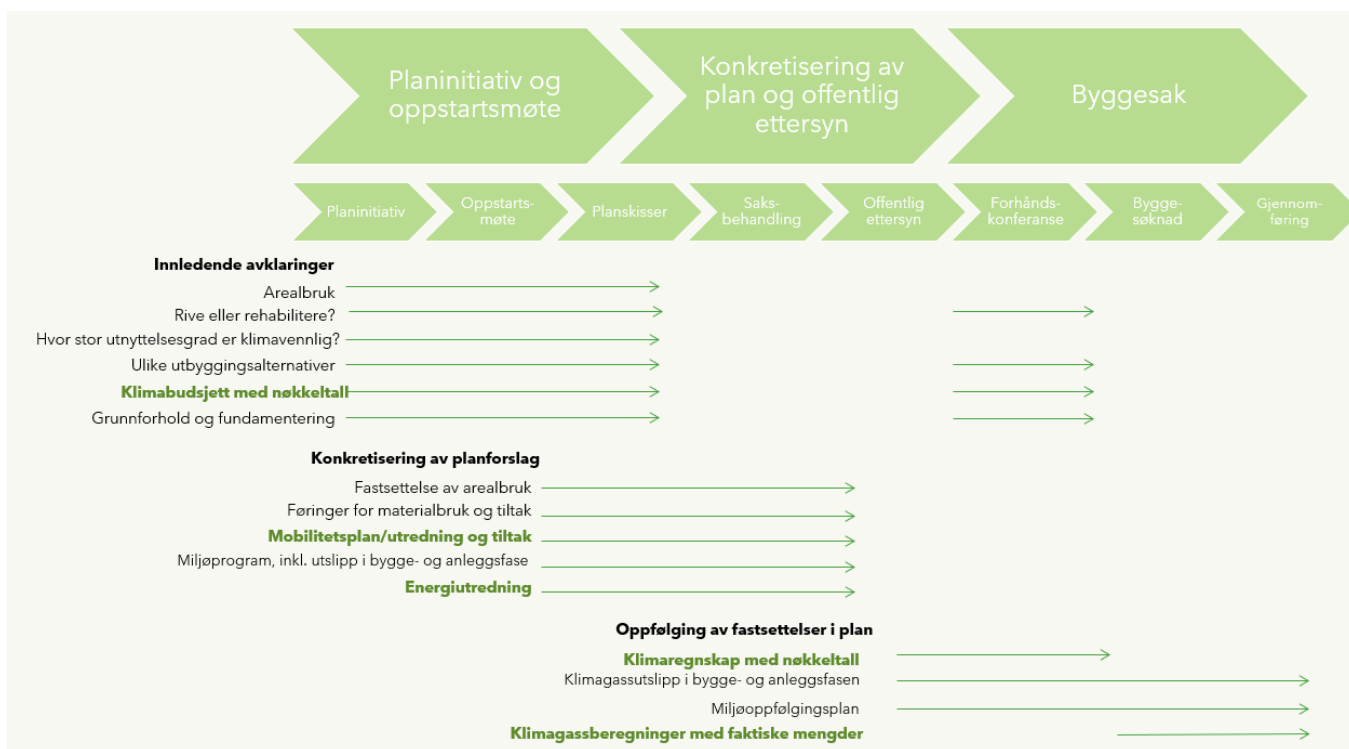 Planinitiativ og
oppstartsmøte
Konkretisering av
plan og offentlig
ettersyn
Byggesak
Planinitiativ
Oppstarts-
møte
Planskisser
Saks-
behandling
Offentlig
ettersyn
Forhånds-
konferanse
Bygge-
søknad
Gjennom-
føring
Innledende avklaringer
Arealbruk
Rive eller rehabilitere?
Hvor stor utnyttelsesgrad er klimavennlig?
Ulike utbyggingsalternativer
Klimabudsjett med nøkkeltall
Grunnforhold og fundamentering
Konkretisering av planforslag
Fastsettelse av arealbruk
Føringer for materialbruk og tiltak
Mobilitetsplan/utredning og tiltak
Miljøprogram, inkl. utslipp i bygge- og anleggsfase
Energiutredning
Oppfølging av fastsettelser i plan
Klimaregnskap med nøkkeltall
Klimagassutslipp i bygge- og anleggsfasen
Miljøoppfølgingsplan
Klimagassberegninger med faktiske mengder